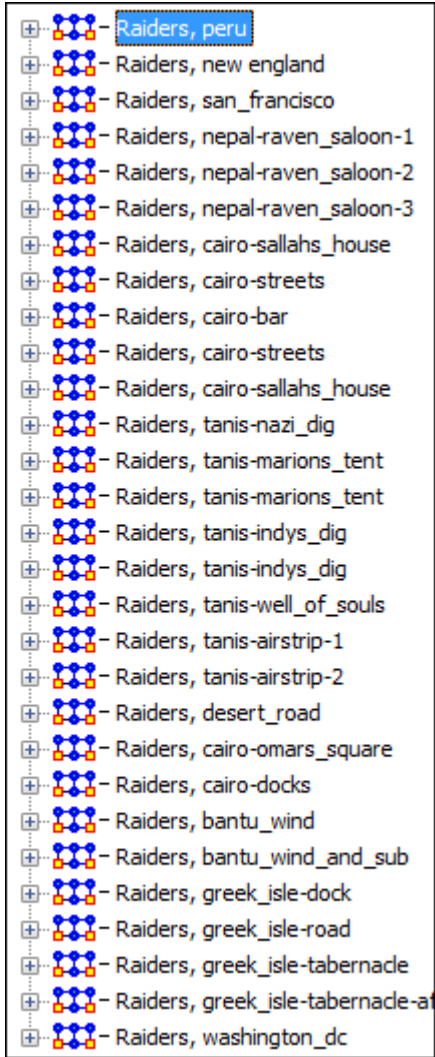 Raiders, peru
Raiders, new england
Raiders, san_francisco
Raiders, nepal-raven_saloon-1
Raiders, nepal-raven_saloon-2
Raiders, nepal-raven_saloon-3
Raiders, cairo-sallahs_house
Raiders, cairo-streets
Raiders, cairo-bar
Raiders, cairo-streets
Raiders, cairo-sallahs_house
Raiders, tanis-nazi_dig
Raiders, tanis-marions_tent
Raiders, tanis-marions_tent
Raiders, tanis-indys_dig
Raiders, tanis-indys_dig
Raiders, tanis-well_of_souls
Raiders, tanis-airstrip-1
Raiders, tanis-airstrip-2
Raiders, desert_road
Raiders, cairo-omars_square
Raiders, cairo-docks
Raiders, bantu_wind
Raiders, bantu_wind_and_sub
Raiders, greek_isle-dock
Raiders, greek_isle-road
Raiders, greek_isle-tabernacle
Raiders, greek_isle-tabernacle-af
Raiders, washington_dc